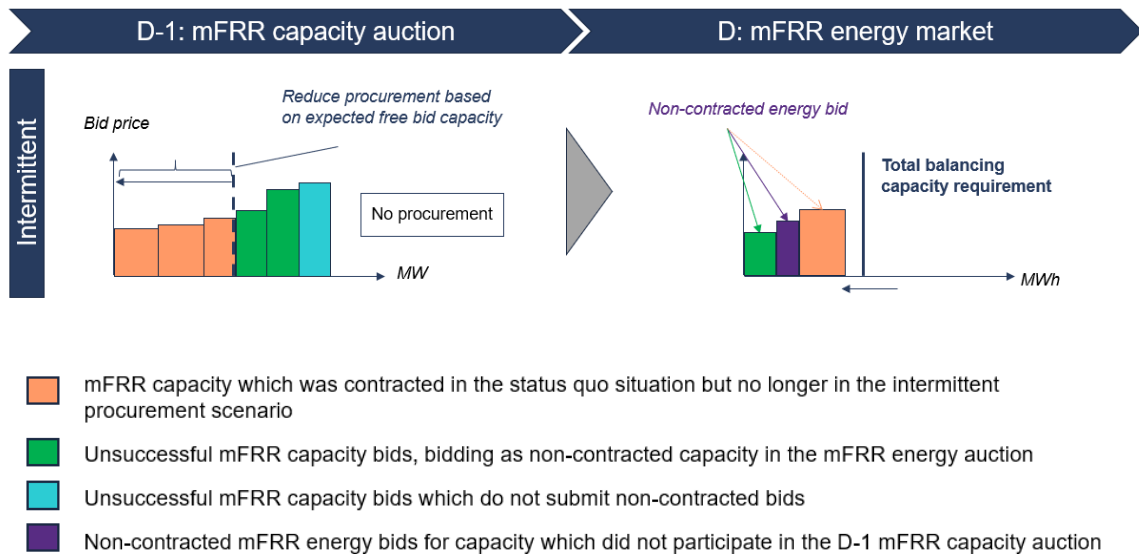 D-1: mFRR capacity auction
D: mFRR energy market
Intermittent
Reduce procurement based
on expected free bid capacity
Bid price
No procurement
MW
Non-contracted energy bid
Total balancing
capacity requirement
MWh
mFRR capacity which was contracted in the status quo situation but no longer in the intermittent
procurement scenario
Unsuccessful mFRR capacity bids, bidding as non-contracted capacity in the mFRR energy auction
Unsuccessful mFRR capacity bids which do not submit non-contracted bids
Non-contracted mFRR energy bids for capacity which did not participate in the D-1 mFRR capacity auction